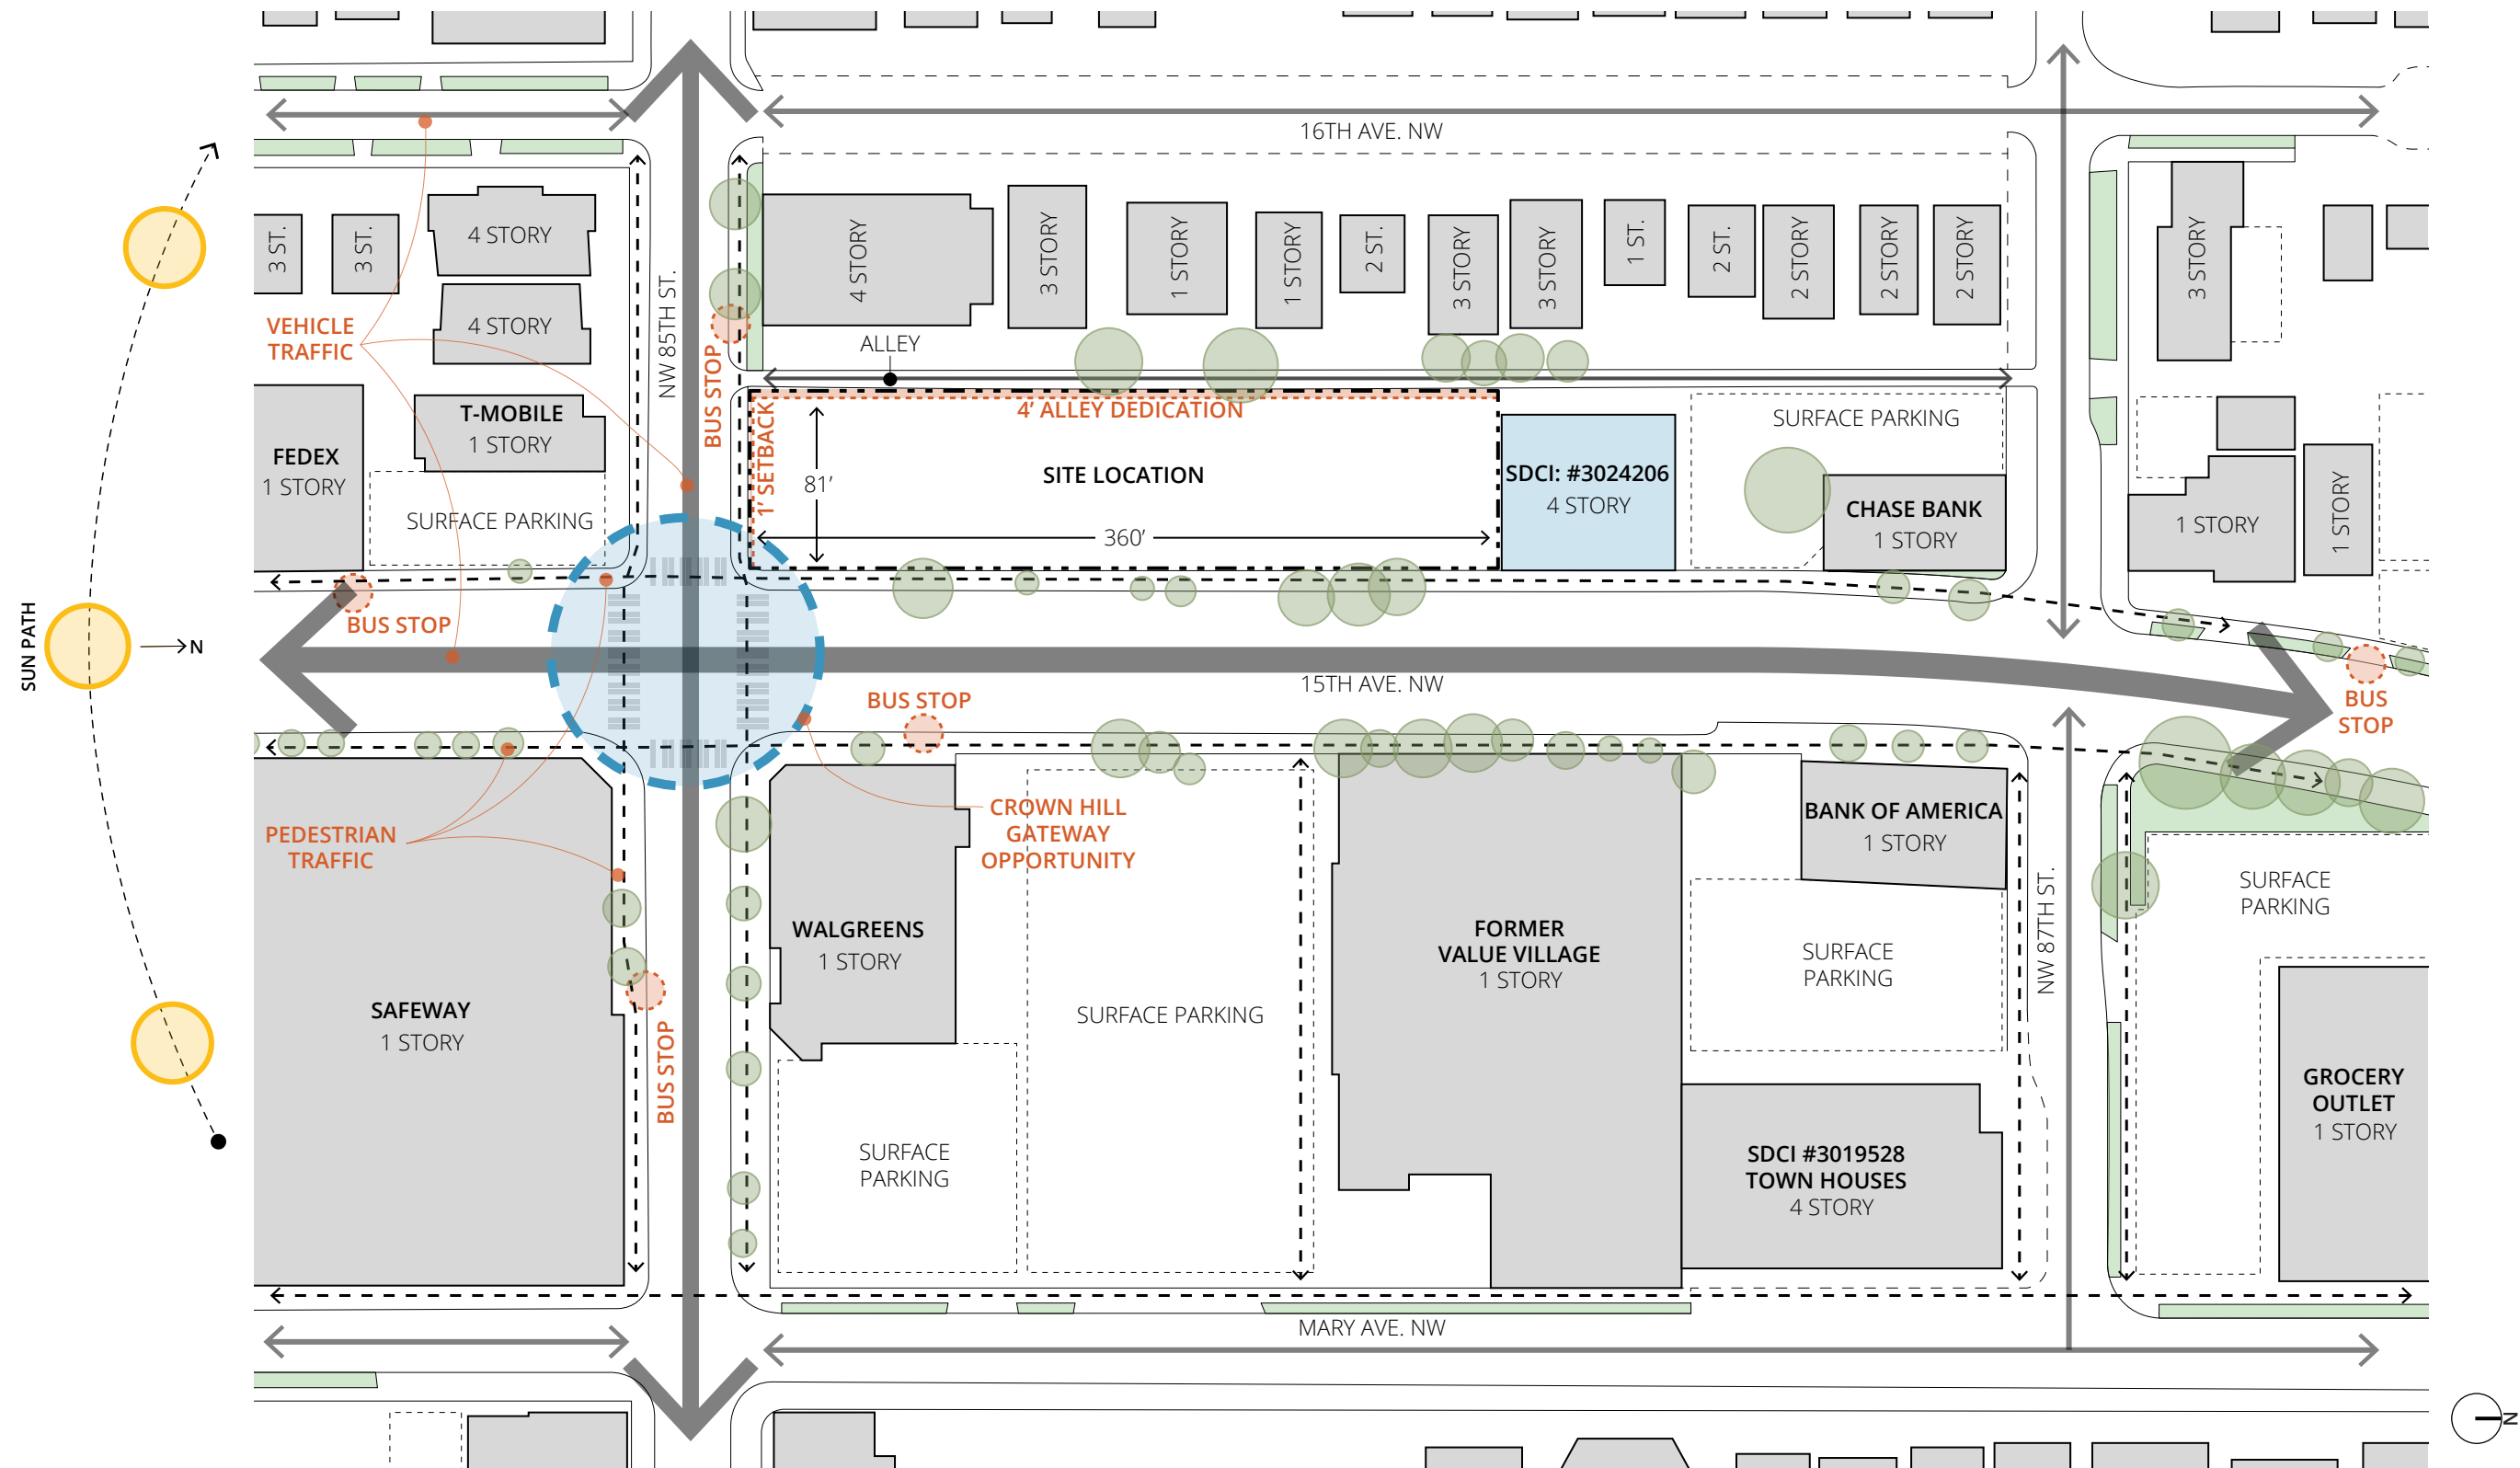 16TH AVE. NW
3 ST.
3 ST.
4 STORY
4 STORY
VEHICLE
TRAFFIC
NW 85TH ST.
BUS STOP
4 STORY
3 STORY
1 STORY
1 STORY
2 ST.
3 STORY
3 STORY
1 ST.
2 ST.
2 STORY
2 STORY
2 STORY
3 STORY
ALLEY
T-MOBILE
1 STORY
FEDEX
1 STORY
SURFACE PARKING
1' SETBACK
4' ALLEY DEDICATION
81'
SITE LOCATION
360'
SDCI: #3024206
4 STORY
SURFACE PARKING
CHASE BANK
1 STORY
1 STORY
1 STORY
SUN PATH
N
BUS STOP
15TH AVE. NW
BUS STOP
BUS
STOP
PEDESTRIAN
TRAFFIC
CROWN HILL
GATEWAY
OPPORTUNITY
BANK OF AMERICA
1 STORY
SURFACE
PARKING
NW 87TH ST.
WALGREENS
1 STORY
FORMER
VALUE VILLAGE
1 STORY
SURFACE
PARKING
SAFEWAY
1 STORY
SURFACE PARKING
BUS STOP
SURFACE
PARKING
SDCI #3019528
TOWN HOUSES
4 STORY
GROCERY
OUTLET
1 STORY
MARY AVE. NW
N